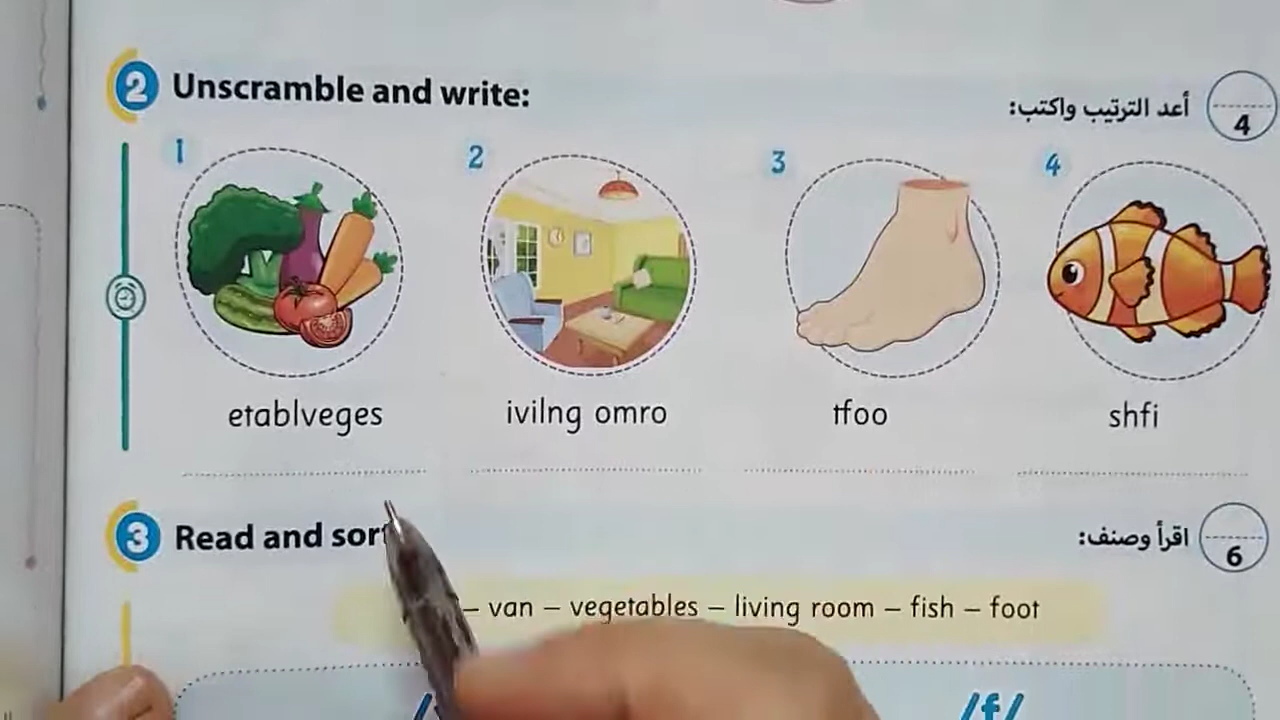 2 Unscramble and write:
أعد الترتيب واكتب:
4
1
2
3
4
etablveges
ivilng omro
tfoo
shfi
3 Read and sort
اقرأ وصنف:
6
– van – vegetables – living room – fish – foot
/f/